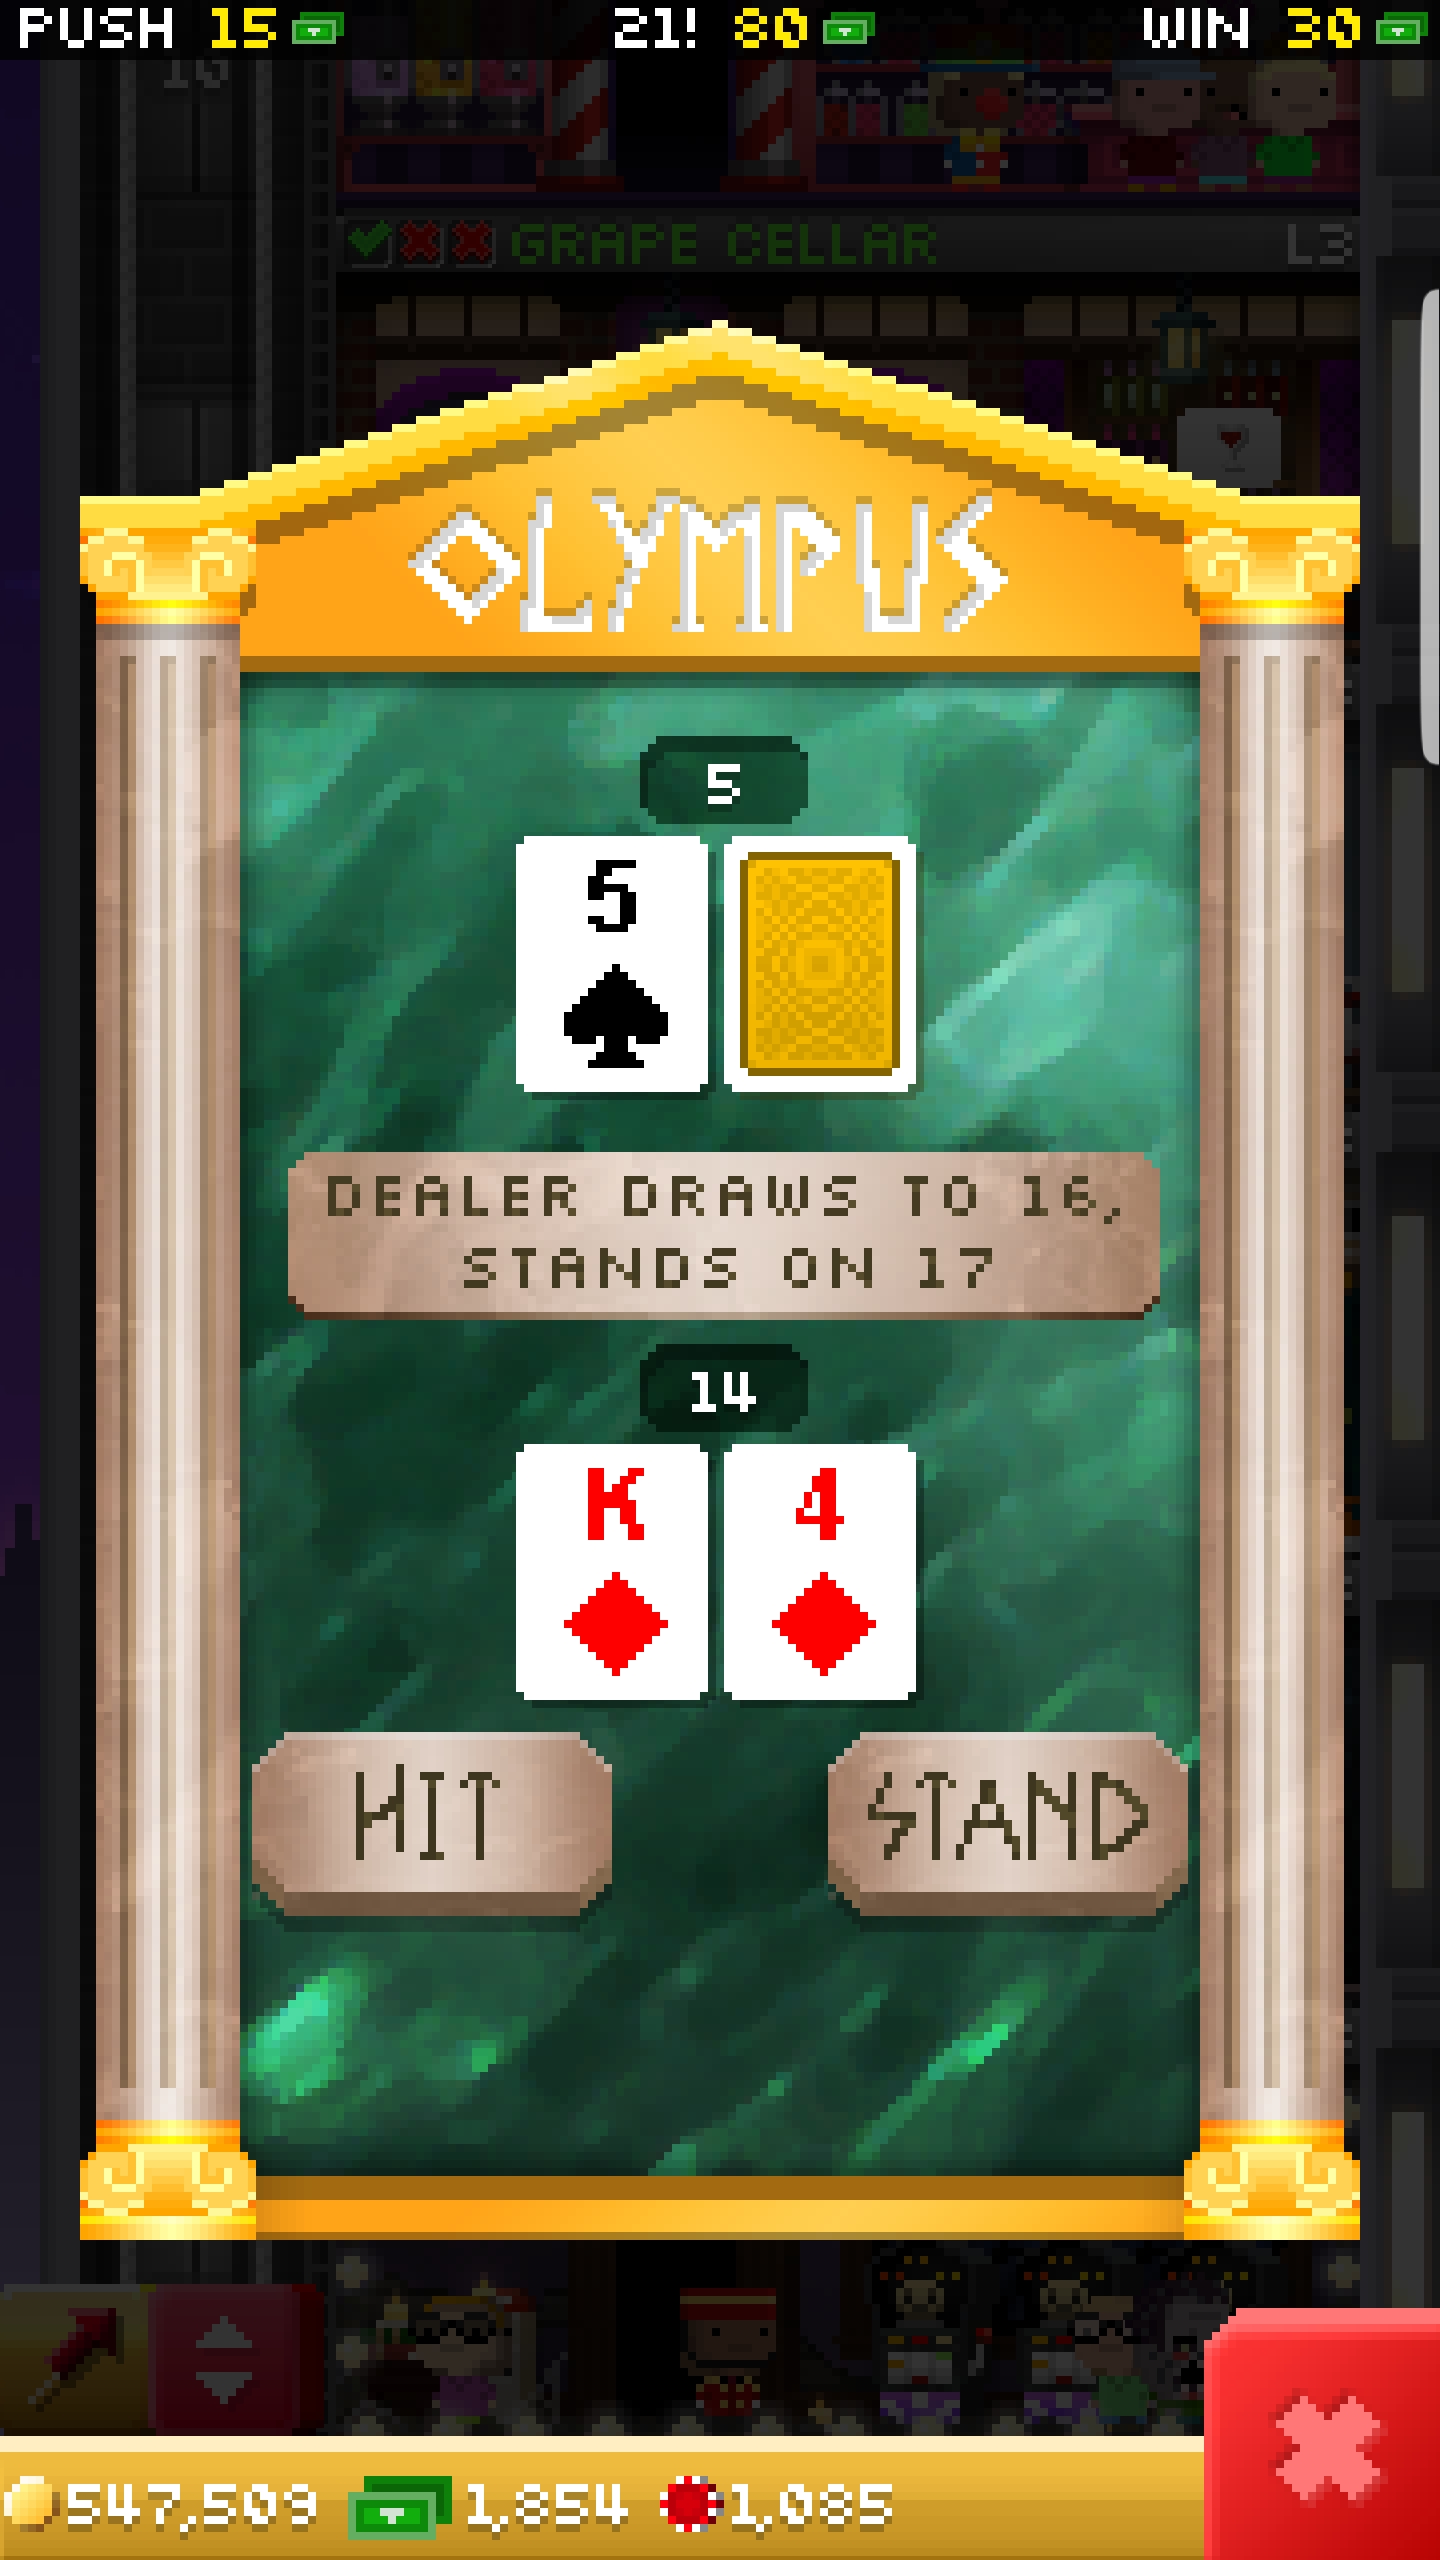 PUSH 15 21! 80 WIN 30
10
GRAPE CELLAR L3
OLYMPUS
5
5
DEALER DRAWS TO 16,
STANDS ON 17
14
K 4
HIT STAND
547,509 1,854 1,085